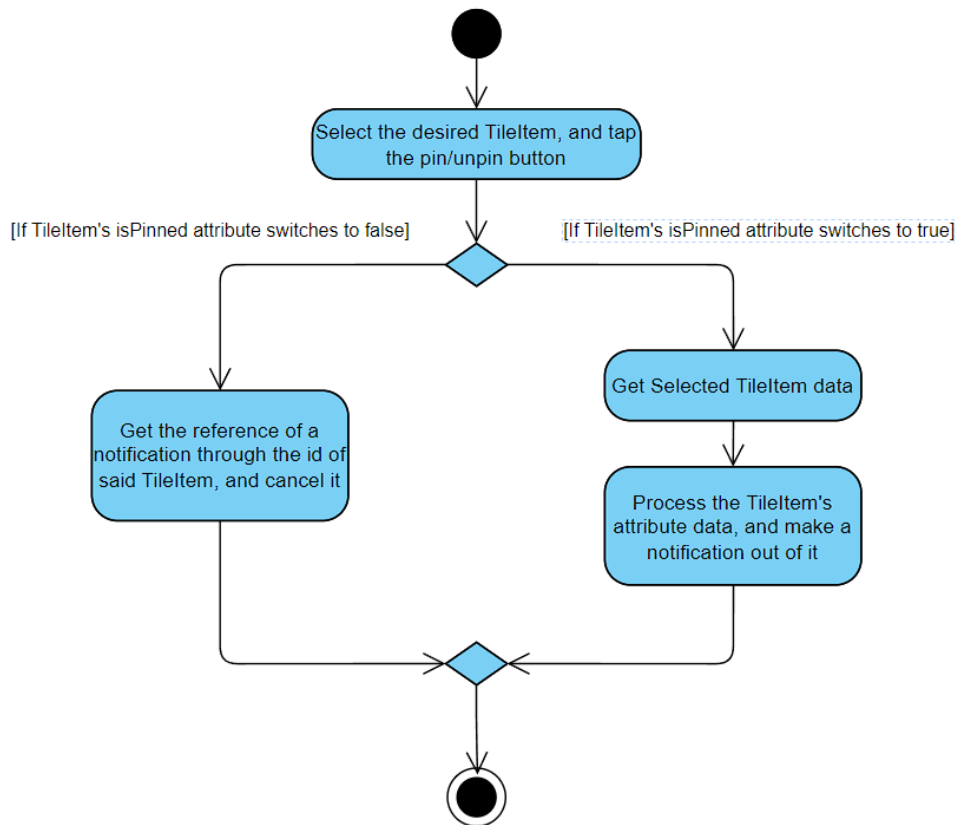 Select the desired TileItem, and tap
the pin/unpin button
[If TileItem's isPinned attribute switches to false]
[If TileItem's isPinned attribute switches to true]
Get Selected TileItem data
Get the reference of a
notification through the id of
said TileItem, and cancel it
Process the TileItem's
attribute data, and make a
notification out of it